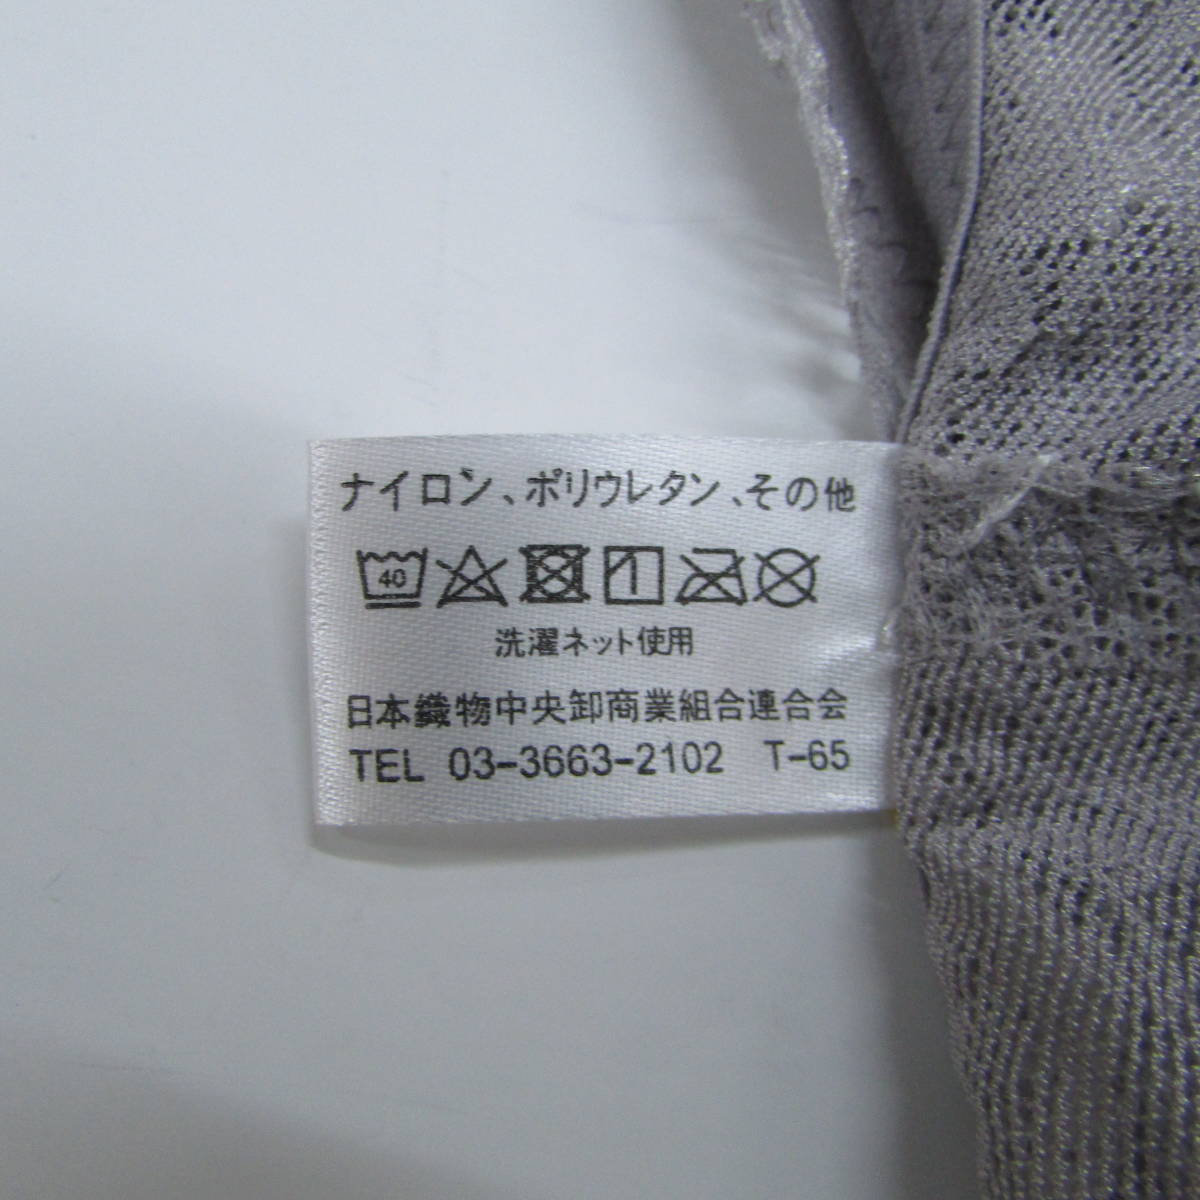 ナイロン、ポリウレタン、その他
40
洗濯ネット使用
日本織物中央卸商業組合連合会
TEL 03-3663-2102 T-65